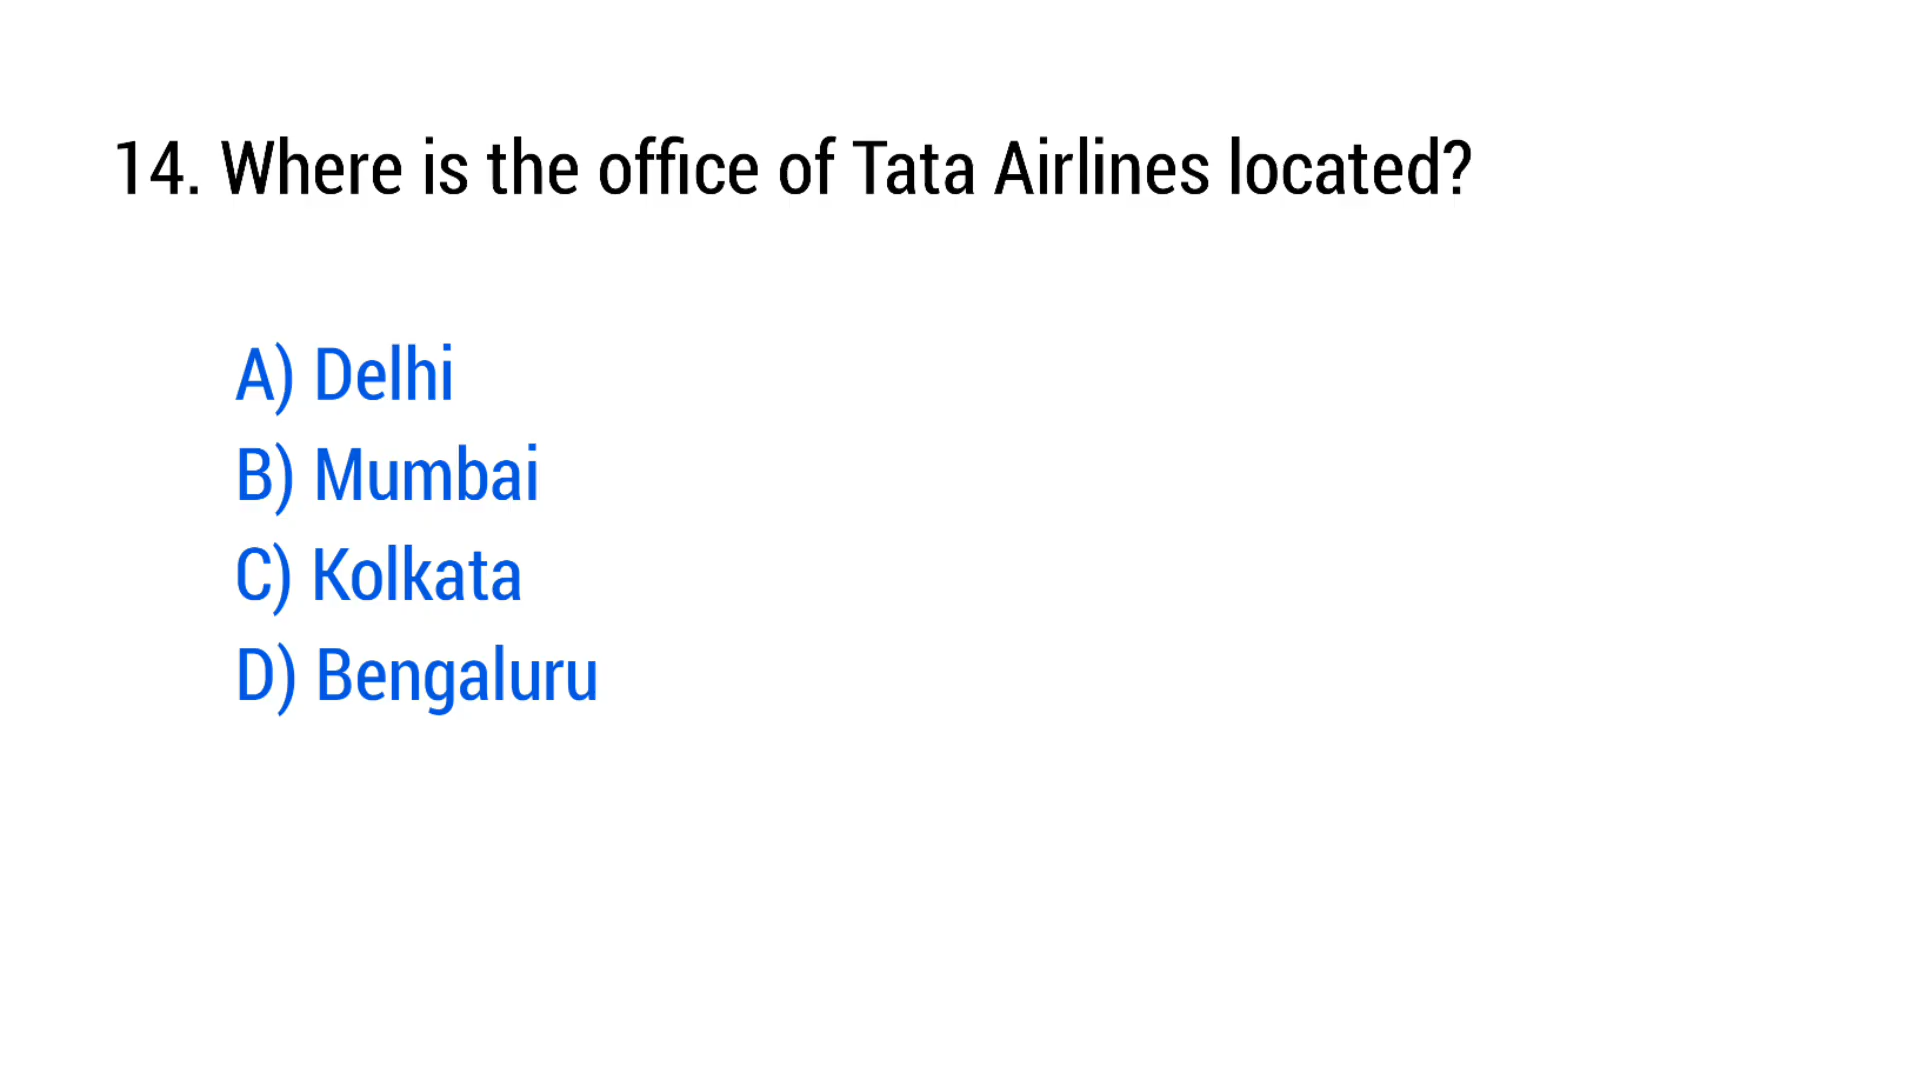 14. Where is the office of Tata Airlines located?
A) Delhi
B) Mumbai
C) Kolkata
D) Bengaluru